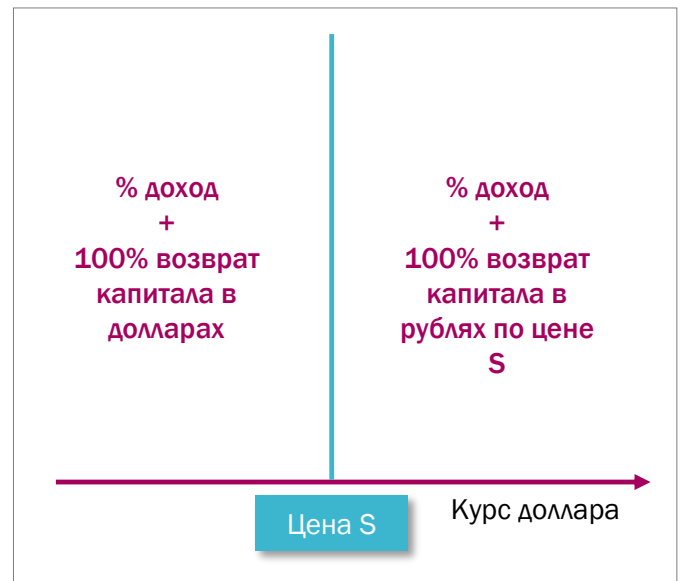 % доход
+
100% возврат
капитала в
долларах
% доход
+
100% возврат
капитала в
рублях по цене
S
Цена S
Курс доллара